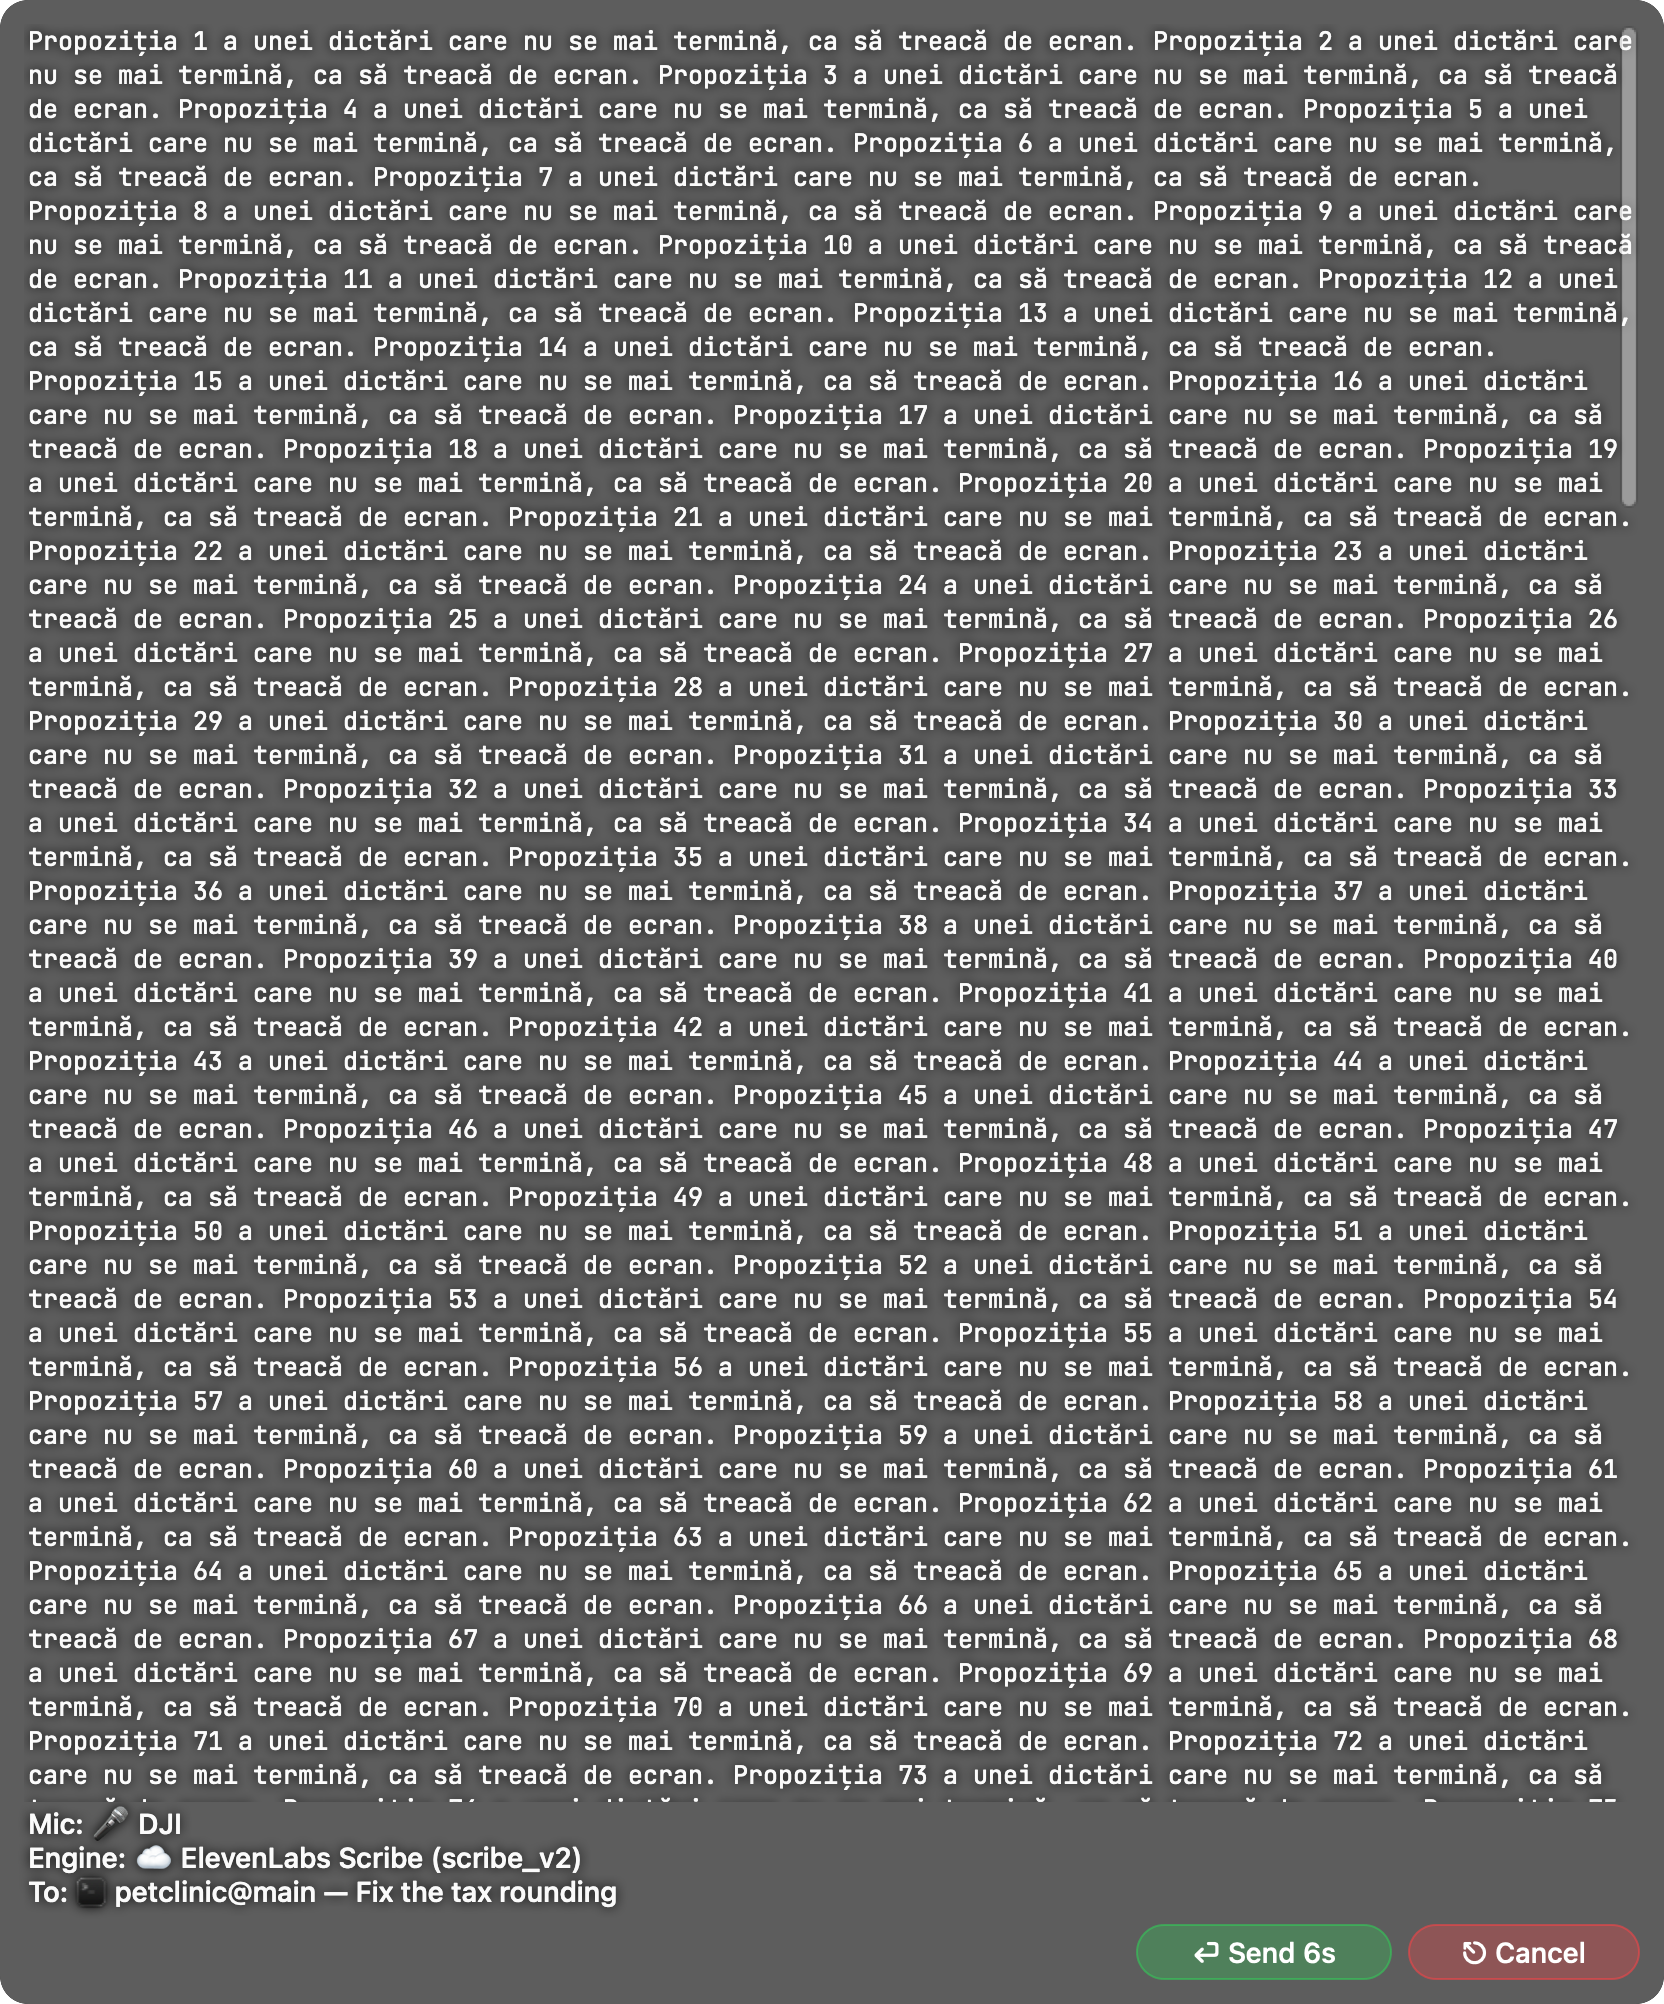 Propoziția 1 a unei dictări care nu se mai termină, ca să treacă de ecran. Propoziția 2 a unei dictări care
nu se mai termină, ca să treacă de ecran. Propoziția 3 a unei dictări care nu se mai termină, ca să treacă
de ecran. Propoziția 4 a unei dictări care nu se mai termină, ca să treacă de ecran. Propoziția 5 a unei
dictări care nu se mai termină, ca să treacă de ecran. Propoziția 6 a unei dictări care nu se mai termină,
ca să treacă de ecran. Propoziția 7 a unei dictări care nu se mai termină, ca să treacă de ecran.
Propoziția 8 a unei dictări care nu se mai termină, ca să treacă de ecran. Propoziția 9 a unei dictări care
nu se mai termină, ca să treacă de ecran. Propoziția 10 a unei dictări care nu se mai termină, ca să treacă
de ecran. Propoziția 11 a unei dictări care nu se mai termină, ca să treacă de ecran. Propoziția 12 a unei
dictări care nu se mai termină, ca să treacă de ecran. Propoziția 13 a unei dictări care nu se mai termină,
ca să treacă de ecran. Propoziția 14 a unei dictări care nu se mai termină, ca să treacă de ecran.
Propoziția 15 a unei dictări care nu se mai termină, ca să treacă de ecran. Propoziția 16 a unei dictări
care nu se mai termină, ca să treacă de ecran. Propoziția 17 a unei dictări care nu se mai termină, ca să
treacă de ecran. Propoziția 18 a unei dictări care nu se mai termină, ca să treacă de ecran. Propoziția 19
a unei dictări care nu se mai termină, ca să treacă de ecran. Propoziția 20 a unei dictări care nu se mai
termină, ca să treacă de ecran. Propoziția 21 a unei dictări care nu se mai termină, ca să treacă de ecran.
Propoziția 22 a unei dictări care nu se mai termină, ca să treacă de ecran. Propoziția 23 a unei dictări
care nu se mai termină, ca să treacă de ecran. Propoziția 24 a unei dictări care nu se mai termină, ca să
treacă de ecran. Propoziția 25 a unei dictări care nu se mai termină, ca să treacă de ecran. Propoziția 26
a unei dictări care nu se mai termină, ca să treacă de ecran. Propoziția 27 a unei dictări care nu se mai
termină, ca să treacă de ecran. Propoziția 28 a unei dictări care nu se mai termină, ca să treacă de ecran.
Propoziția 29 a unei dictări care nu se mai termină, ca să treacă de ecran. Propoziția 30 a unei dictări
care nu se mai termină, ca să treacă de ecran. Propoziția 31 a unei dictări care nu se mai termină, ca să
treacă de ecran. Propoziția 32 a unei dictări care nu se mai termină, ca să treacă de ecran. Propoziția 33
a unei dictări care nu se mai termină, ca să treacă de ecran. Propoziția 34 a unei dictări care nu se mai
termină, ca să treacă de ecran. Propoziția 35 a unei dictări care nu se mai termină, ca să treacă de ecran.
Propoziția 36 a unei dictări care nu se mai termină, ca să treacă de ecran. Propoziția 37 a unei dictări
care nu se mai termină, ca să treacă de ecran. Propoziția 38 a unei dictări care nu se mai termină, ca să
treacă de ecran. Propoziția 39 a unei dictări care nu se mai termină, ca să treacă de ecran. Propoziția 40
a unei dictări care nu se mai termină, ca să treacă de ecran. Propoziția 41 a unei dictări care nu se mai
termină, ca să treacă de ecran. Propoziția 42 a unei dictări care nu se mai termină, ca să treacă de ecran.
Propoziția 43 a unei dictări care nu se mai termină, ca să treacă de ecran. Propoziția 44 a unei dictări
care nu se mai termină, ca să treacă de ecran. Propoziția 45 a unei dictări care nu se mai termină, ca să
treacă de ecran. Propoziția 46 a unei dictări care nu se mai termină, ca să treacă de ecran. Propoziția 47
a unei dictări care nu se mai termină, ca să treacă de ecran. Propoziția 48 a unei dictări care nu se mai
termină, ca să treacă de ecran. Propoziția 49 a unei dictări care nu se mai termină, ca să treacă de ecran.
Propoziția 50 a unei dictări care nu se mai termină, ca să treacă de ecran. Propoziția 51 a unei dictări
care nu se mai termină, ca să treacă de ecran. Propoziția 52 a unei dictări care nu se mai termină, ca să
treacă de ecran. Propoziția 53 a unei dictări care nu se mai termină, ca să treacă de ecran. Propoziția 54
a unei dictări care nu se mai termină, ca să treacă de ecran. Propoziția 55 a unei dictări care nu se mai
termină, ca să treacă de ecran. Propoziția 56 a unei dictări care nu se mai termină, ca să treacă de ecran.
Propoziția 57 a unei dictări care nu se mai termină, ca să treacă de ecran. Propoziția 58 a unei dictări
care nu se mai termină, ca să treacă de ecran. Propoziția 59 a unei dictări care nu se mai termină, ca să
treacă de ecran. Propoziția 60 a unei dictări care nu se mai termină, ca să treacă de ecran. Propoziția 61
a unei dictări care nu se mai termină, ca să treacă de ecran. Propoziția 62 a unei dictări care nu se mai
termină, ca să treacă de ecran. Propoziția 63 a unei dictări care nu se mai termină, ca să treacă de ecran.
Propoziția 64 a unei dictări care nu se mai termină, ca să treacă de ecran. Propoziția 65 a unei dictări
care nu se mai termină, ca să treacă de ecran. Propoziția 66 a unei dictări care nu se mai termină, ca să
treacă de ecran. Propoziția 67 a unei dictări care nu se mai termină, ca să treacă de ecran. Propoziția 68
a unei dictări care nu se mai termină, ca să treacă de ecran. Propoziția 69 a unei dictări care nu se mai
termină, ca să treacă de ecran. Propoziția 70 a unei dictări care nu se mai termină, ca să treacă de ecran.
Propoziția 71 a unei dictări care nu se mai termină, ca să treacă de ecran. Propoziția 72 a unei dictări
care nu se mai termină, ca să treacă de ecran. Propoziția 73 a unei dictări care nu se mai termină, ca să
Mic: 🎤 DJI
Engine: ☁️ ElevenLabs Scribe (scribe_v2)
To: petclinic@main — Fix the tax rounding
Send 6s
Cancel